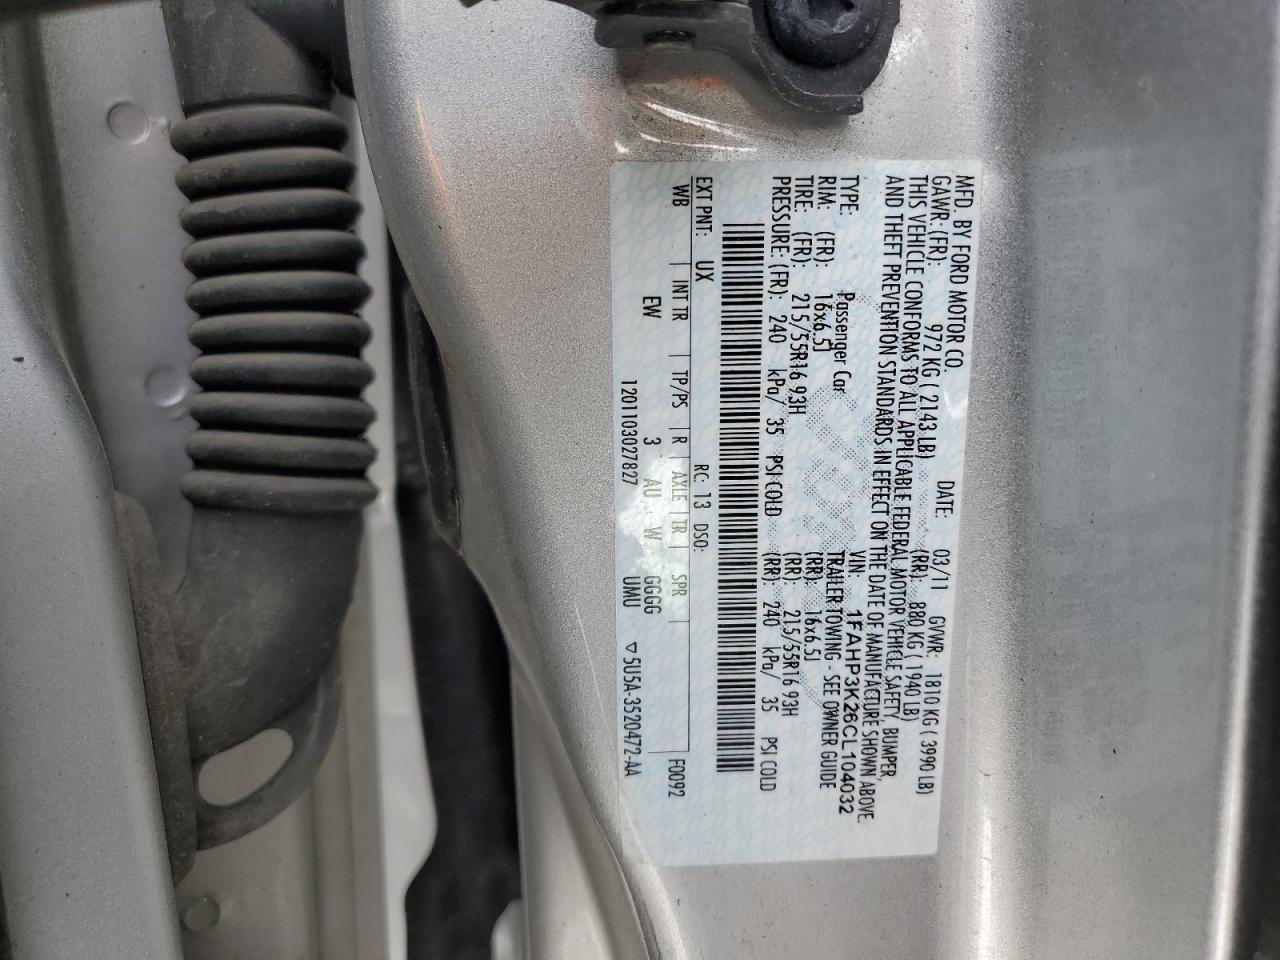 MFD. BY FORD MOTOR CO.
DATE: 03/11 GVWR: 1810 KG ( 3990 LB)
GAWR: (FR): 972 KG ( 2143 LB) (RR): 880 KG ( 1940 LB)
THIS VEHICLE CONFORMS TO ALL APPLICABLE FEDERAL MOTOR VEHICLE SAFETY, BUMPER,
AND THEFT PREVENTION STANDARDS IN EFFECT ON THE DATE OF MANUFACTURE SHOWN ABOVE.
VIN: 1FAHP3K26CL104032
TYPE: Passenger Car TRAILER TOWING - SEE OWNER GUIDE
RIM: (FR): 16x6.5J (RR): 16x6.5J
TIRE: (FR): 215/55R16 93H (RR): 215/55R16 93H
PRESSURE: (FR): 240 kPa/ 35 PSI COLD (RR): 240 kPa/ 35 PSI COLD
EXT PNT: UX RC: 13 DSO: F0092
WB INT TR TP/PS R AXLE TR SPR
EW 3 AU W GGGG
1201103027827 UMU ▽5U5A-3520472-AA